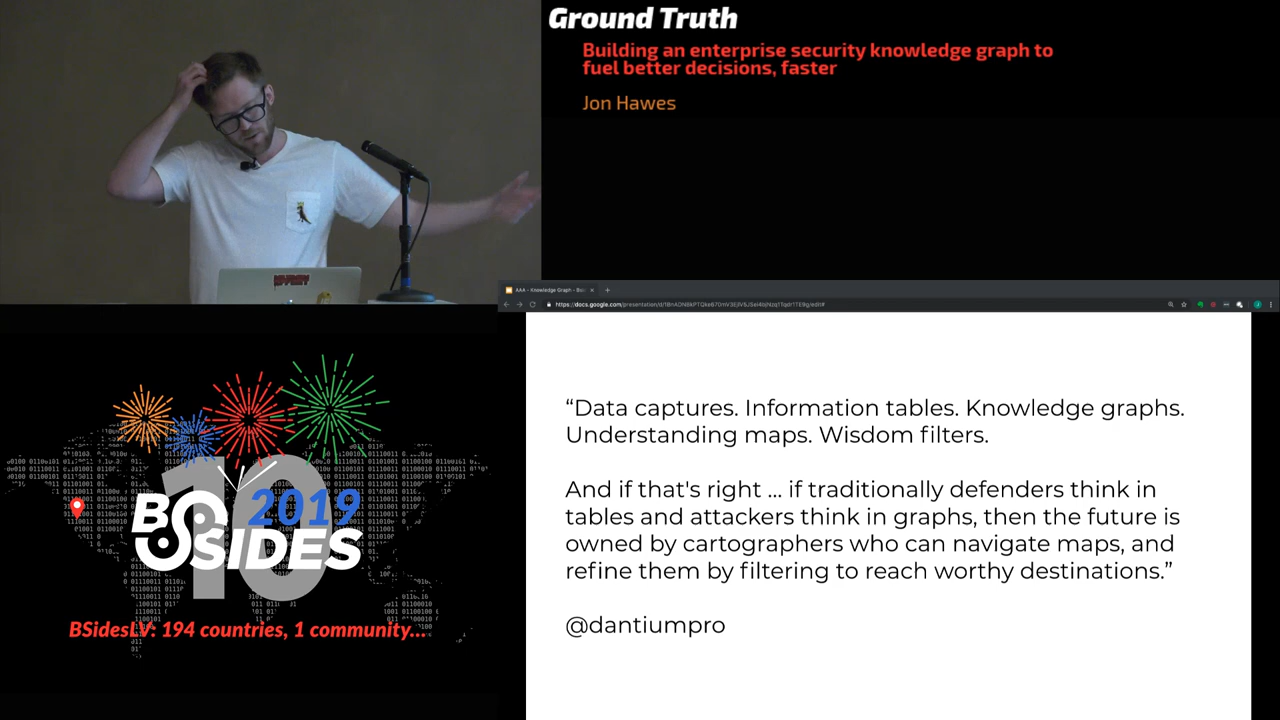 Ground Truth
Building an enterprise security knowledge graph to
fuel better decisions, faster
Jon Hawes
“Data captures. Information tables. Knowledge graphs.
Understanding maps. Wisdom filters.
And if that's right ... if traditionally defenders think in
tables and attackers think in graphs, then the future is
owned by cartographers who can navigate maps, and
refine them by filtering to reach worthy destinations.”
@dantiumpro
10
2019
BSIDES
BSidesLV: 194 countries, 1 community...